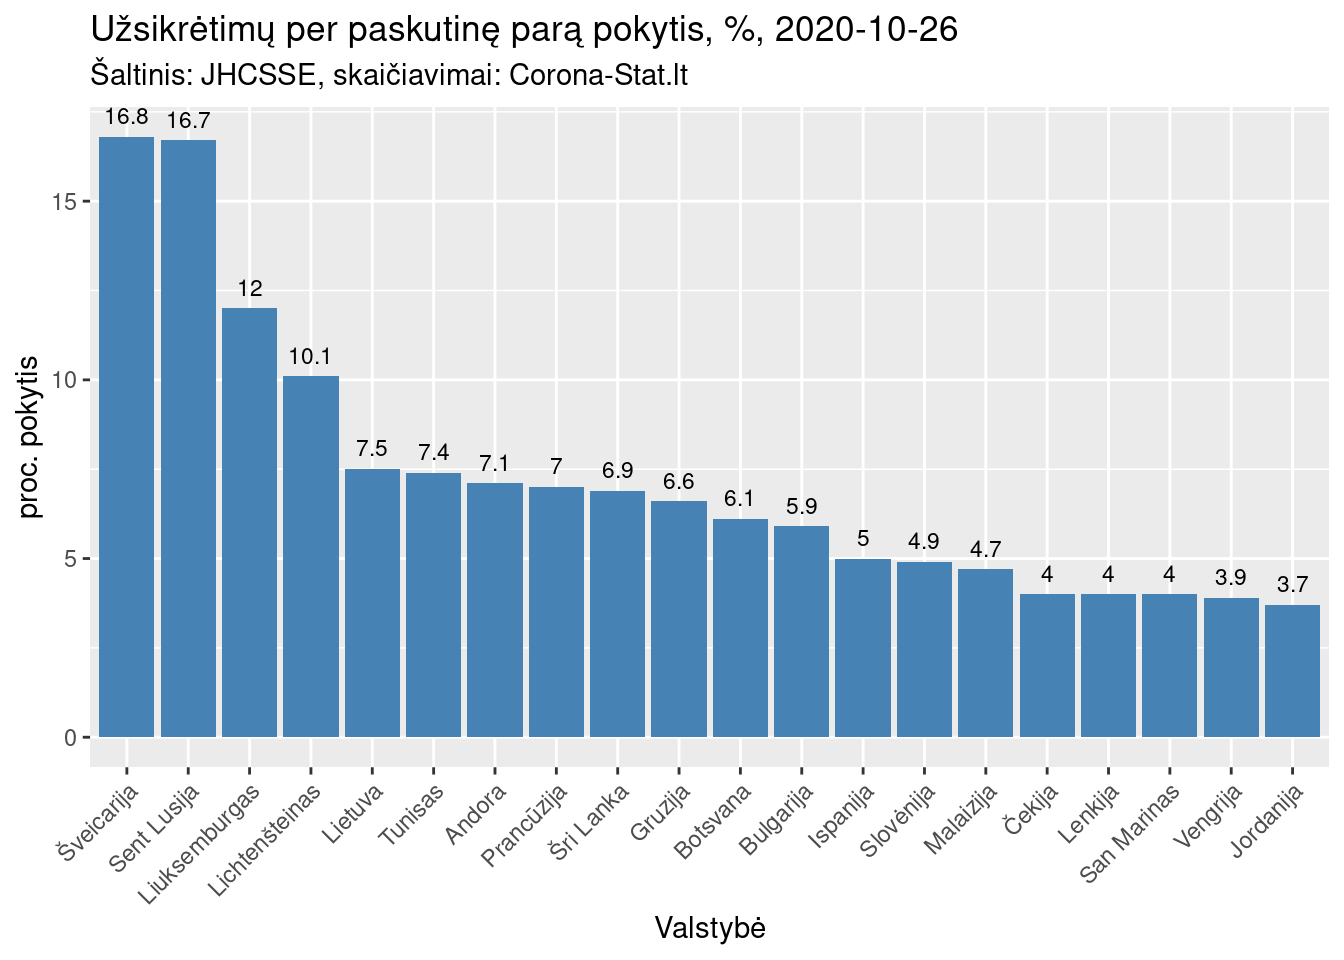 Užsikrėtimų per paskutinę parą pokytis, %, 2020-10-26
Šaltinis: JHCSSE, skaičiavimai: Corona-Stat.lt
16.8
16.7
12
10.1
7.5
7.4
7.1
7
6.9
6.6
6.1
5.9
5
4.9
4.7
4
4
4
3.9
3.7
15
10
5
0
proc. pokytis
Šveicarija
Sent Lusija
Liuksemburgas
Lichtenšteinas
Lietuva
Tunisas
Andora
Prancūzija
Šri Lanka
Gruzija
Botsvana
Bulgarija
Ispanija
Slovėnija
Malaizija
Čekija
Lenkija
San Marinas
Vengrija
Jordanija
Valstybė